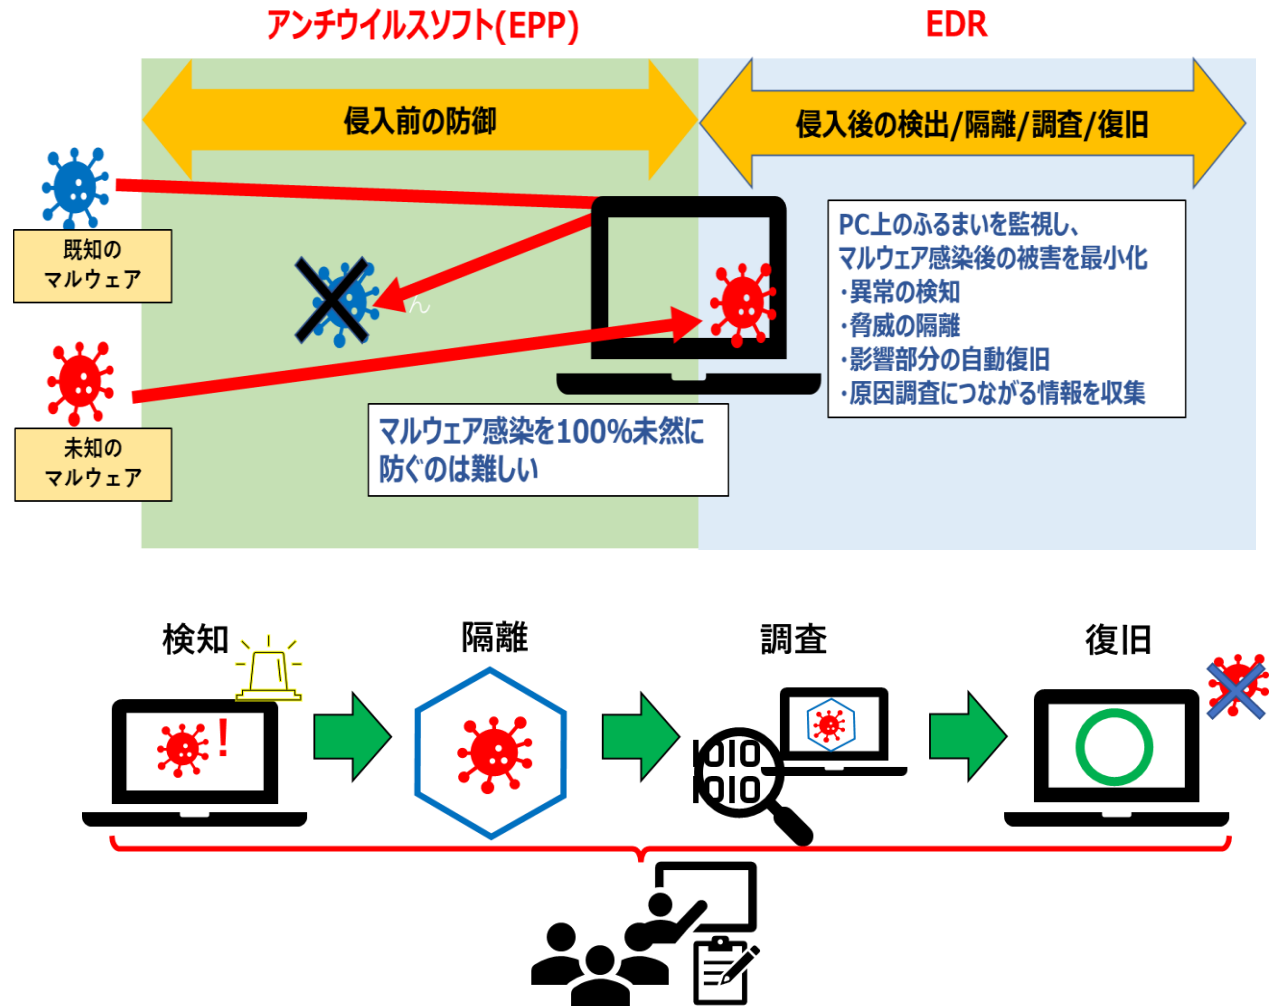 アンチウイルスソフト(EPP)
EDR
侵入前の防御
侵入後の検出/隔離/調査/復旧
既知の
マルウェア
ん
PC上のふるまいを監視し、
マルウェア感染後の被害を最小化
・異常の検知
・脅威の隔離
・影響部分の自動復旧
・原因調査につながる情報を収集
未知の
マルウェア
マルウェア感染を100%未然に
防ぐのは難しい
検知
隔離
調査
復旧
!
1010
1010